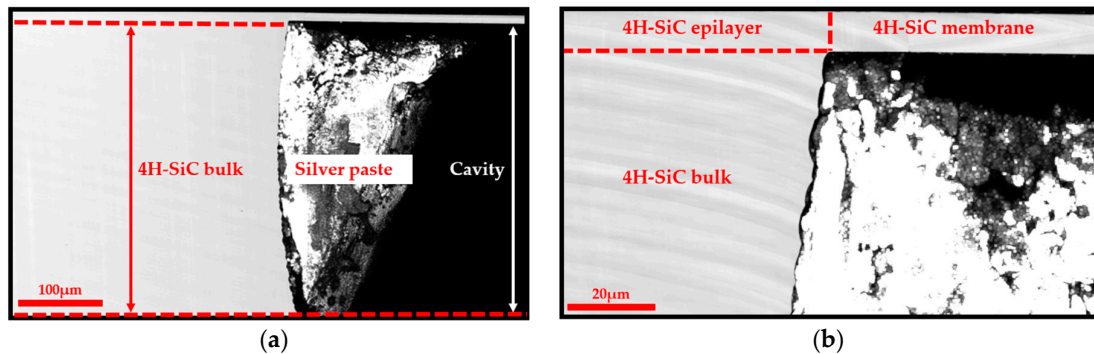 4H-SiC bulk
Silver paste
Cavity
100μm
(a)
4H-SiC epilayer
4H-SiC membrane
4H-SiC bulk
20μm
(b)